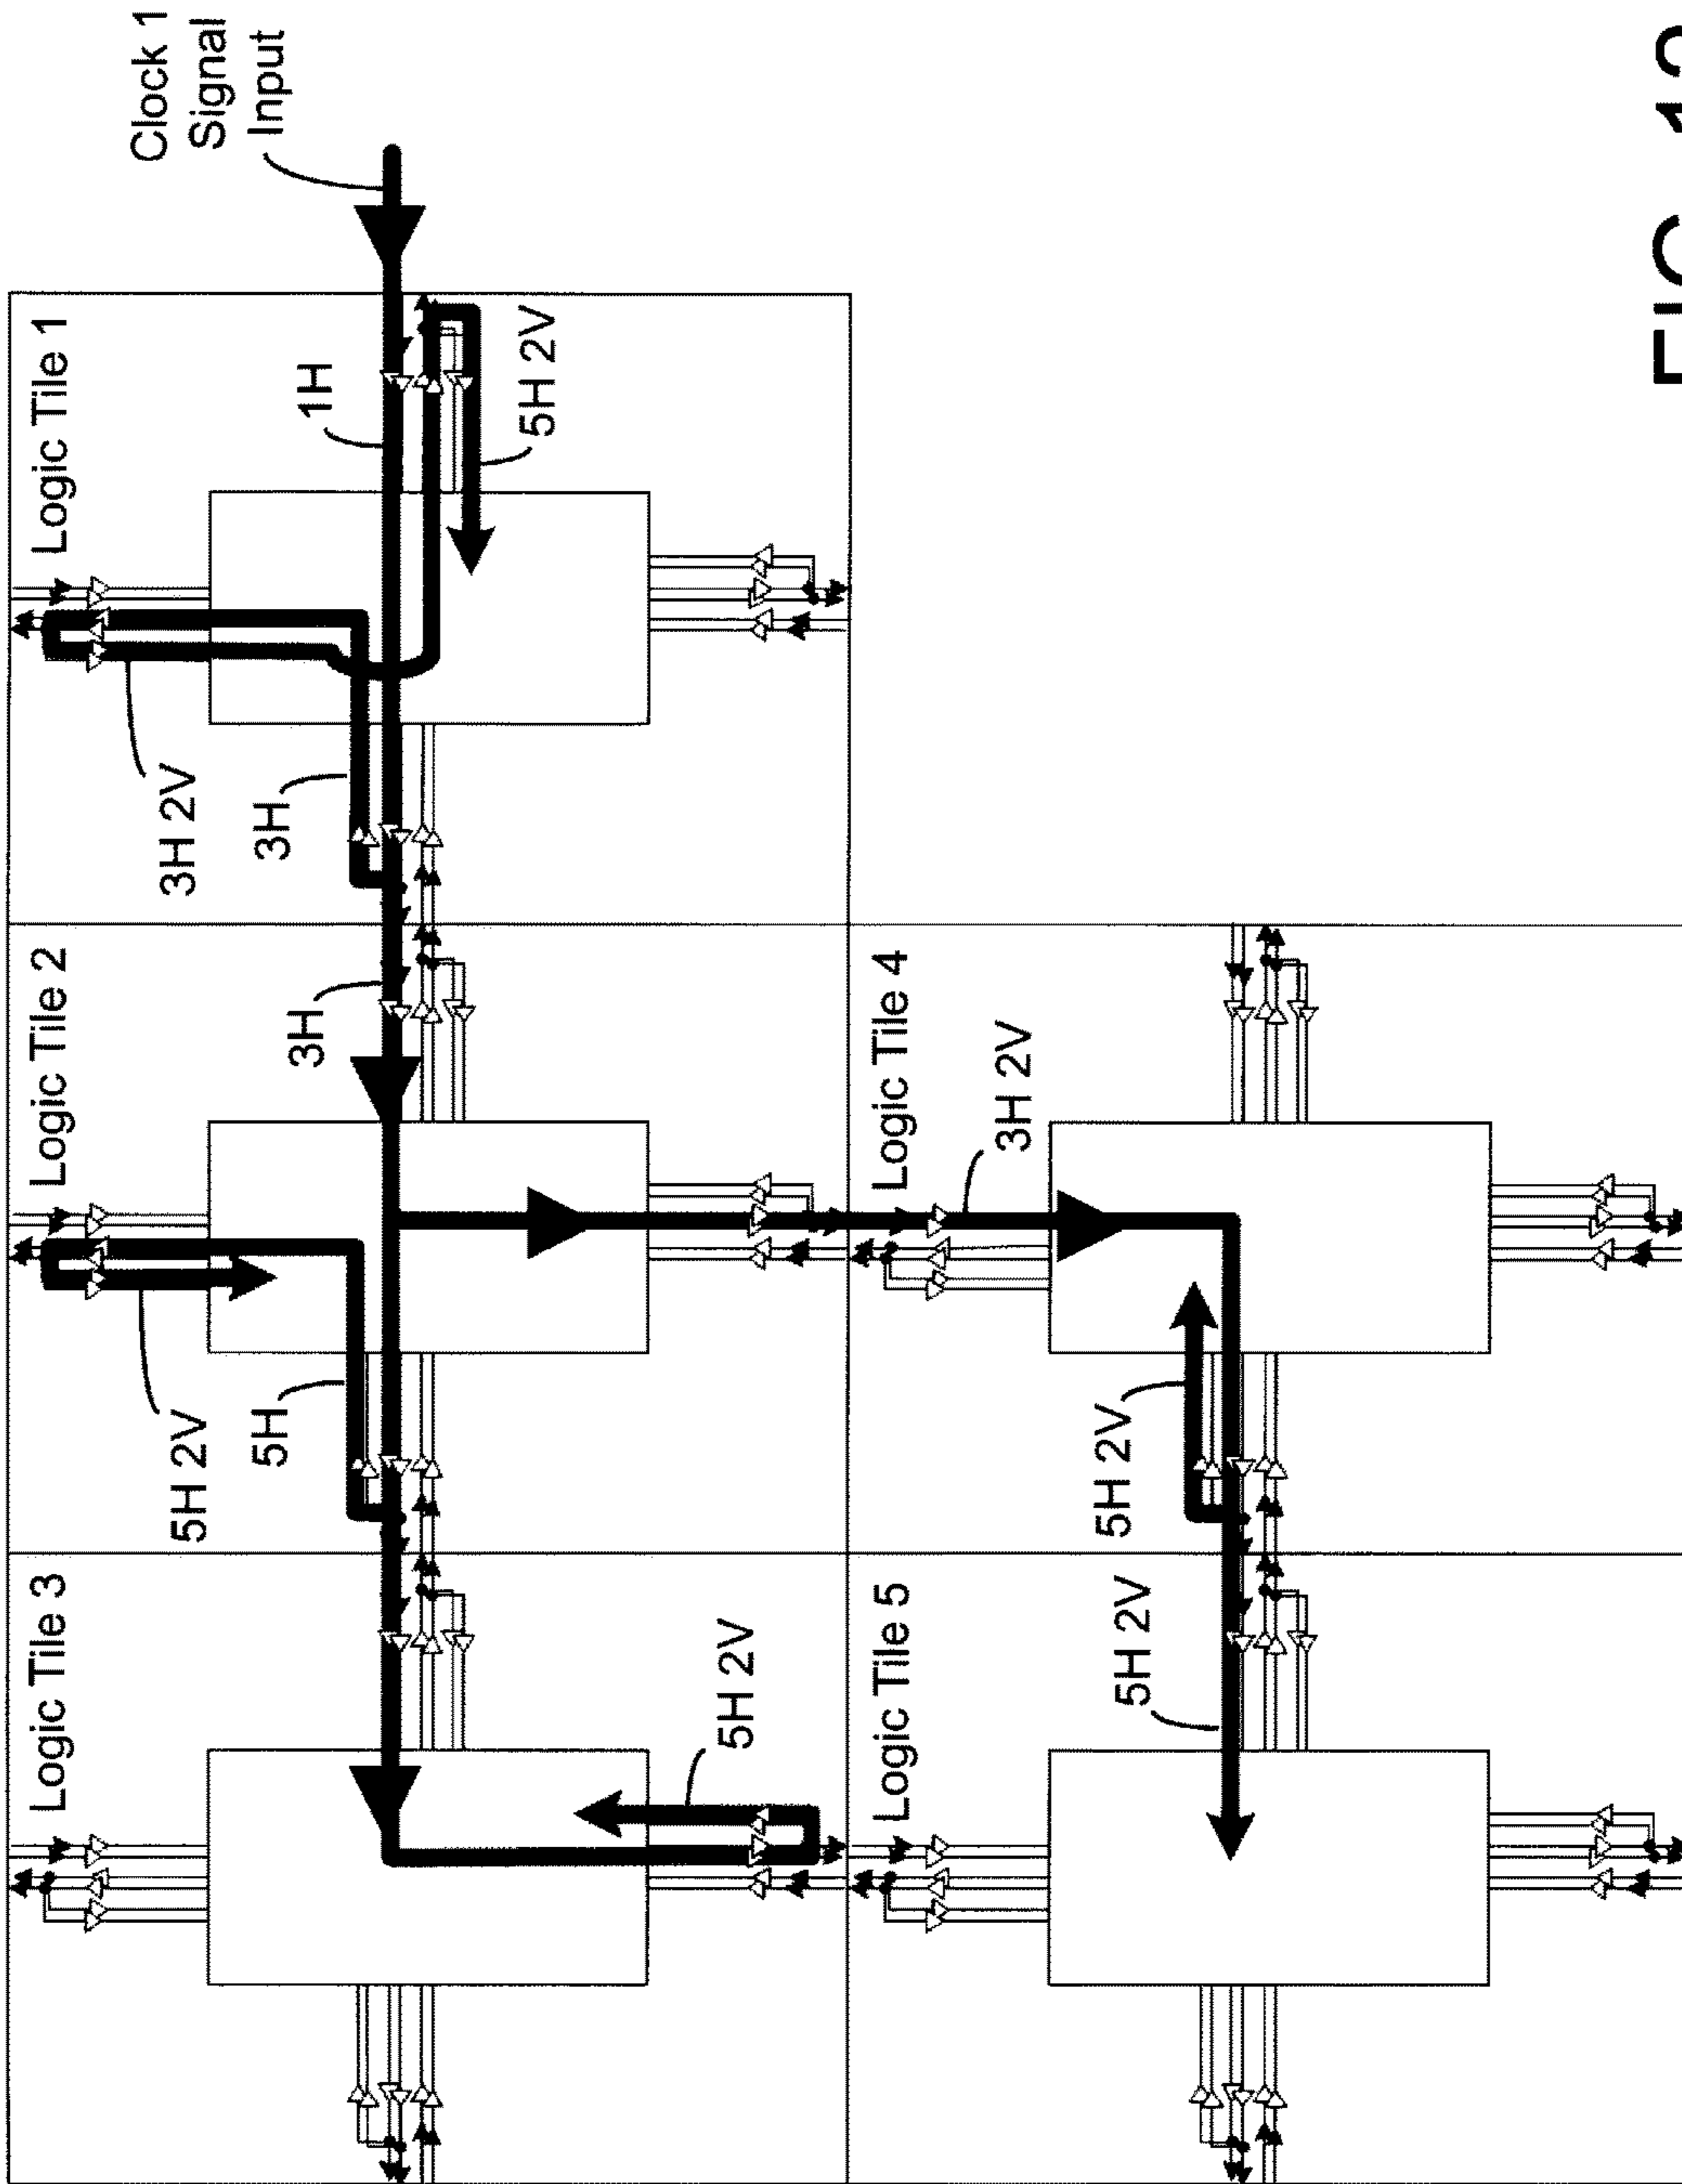 Logic Tile 3
Logic Tile 2
Logic Tile 1
Clock 1
Signal
Input
5H 2V
3H 2V
5H
3H
3H
1H
5H 2V
5H 2V
Logic Tile 5
Logic Tile 4
3H 2V
5H 2V
5H 2V
FIG